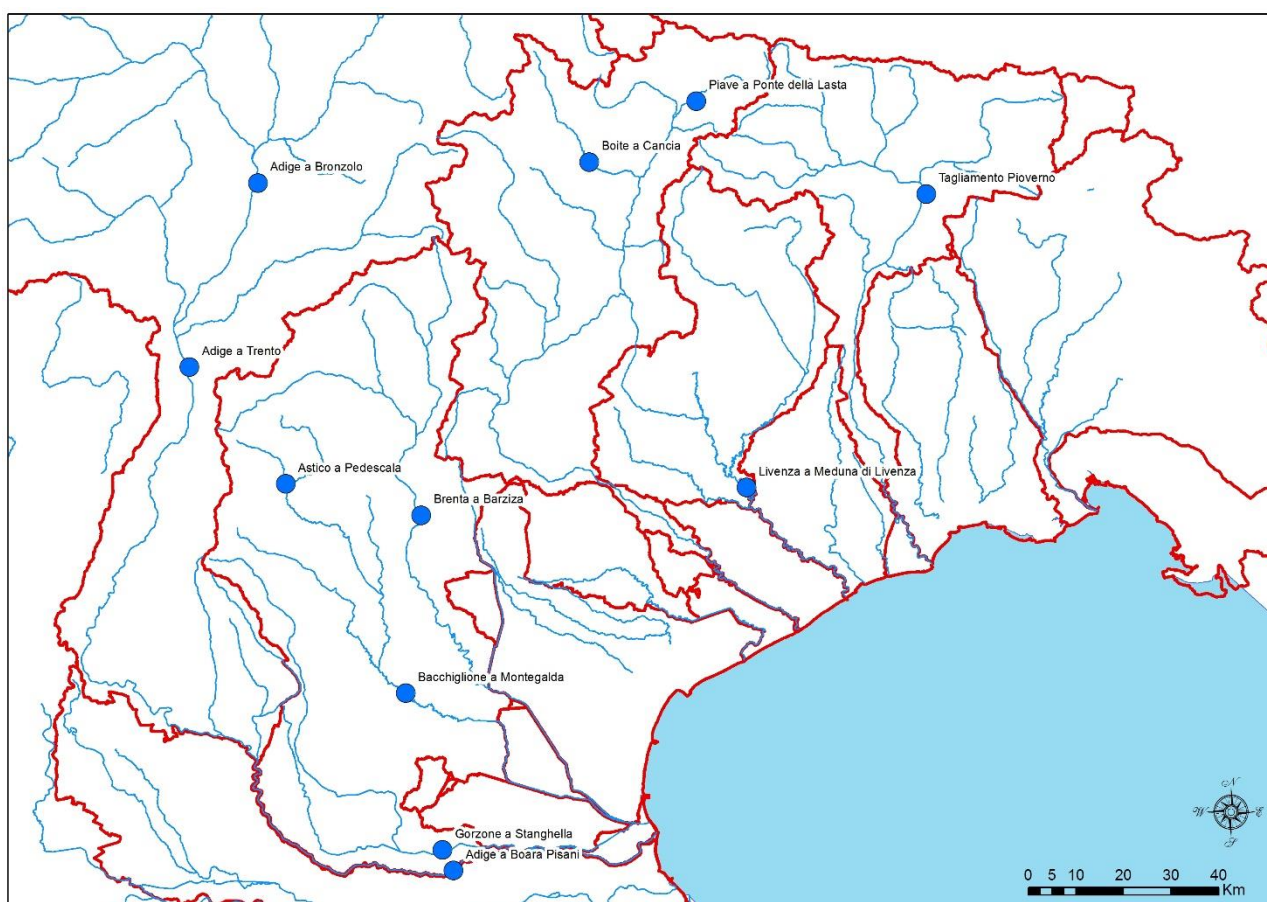 Piave a Ponte della Lasta
Boite a Cancia
Adige a Bronzolo
Tagliamento Pioverno
Adige a Trento
Astico a Pedescala
Livenza a Meduna di Livenza
Brenta a Barziza
Bacchiglione a Montegalda
Gorzone a Stanghella
Adige a Boara Pisani
N
W E
S
0 5 10 20 30 40
Km